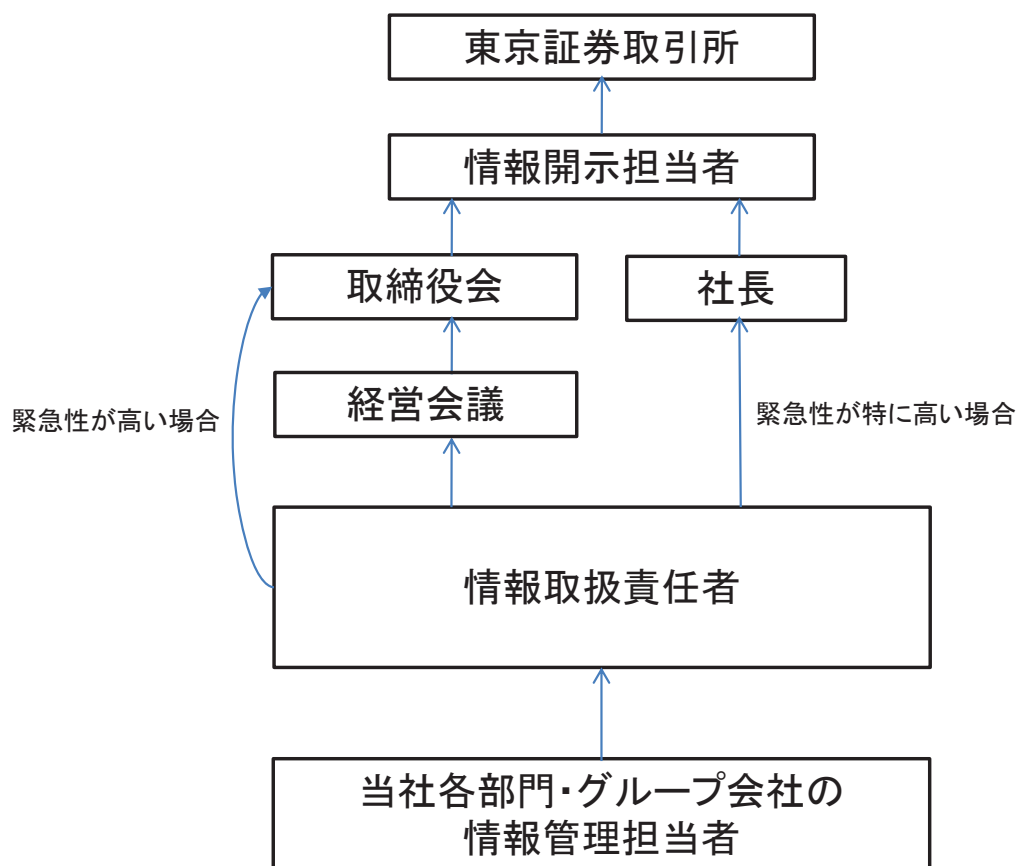 東京証券取引所
情報開示担当者
取締役会
社長
経営会議
緊急性が高い場合
緊急性が特に高い場合
情報取扱責任者
当社各部門・グループ会社の
情報管理担当者